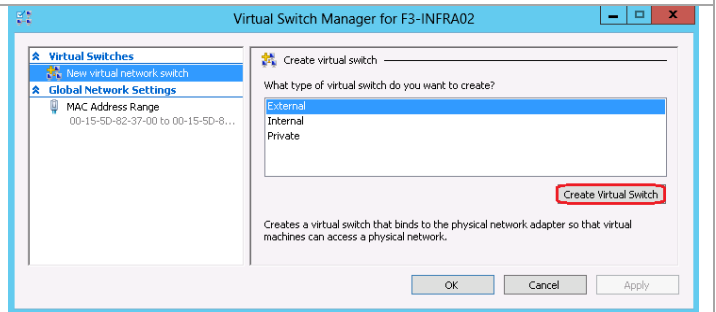 Virtual Switch Manager for F3-INFRA02
Virtual Switches
New virtual network switch
Global Network Settings
MAC Address Range
00-15-5D-82-37-00 to 00-15-5D-8...
Create virtual switch
What type of virtual switch do you want to create?
External
Internal
Private
Create Virtual Switch
Creates a virtual switch that binds to the physical network adapter so that virtual
machines can access a physical network.
OK
Cancel
Apply